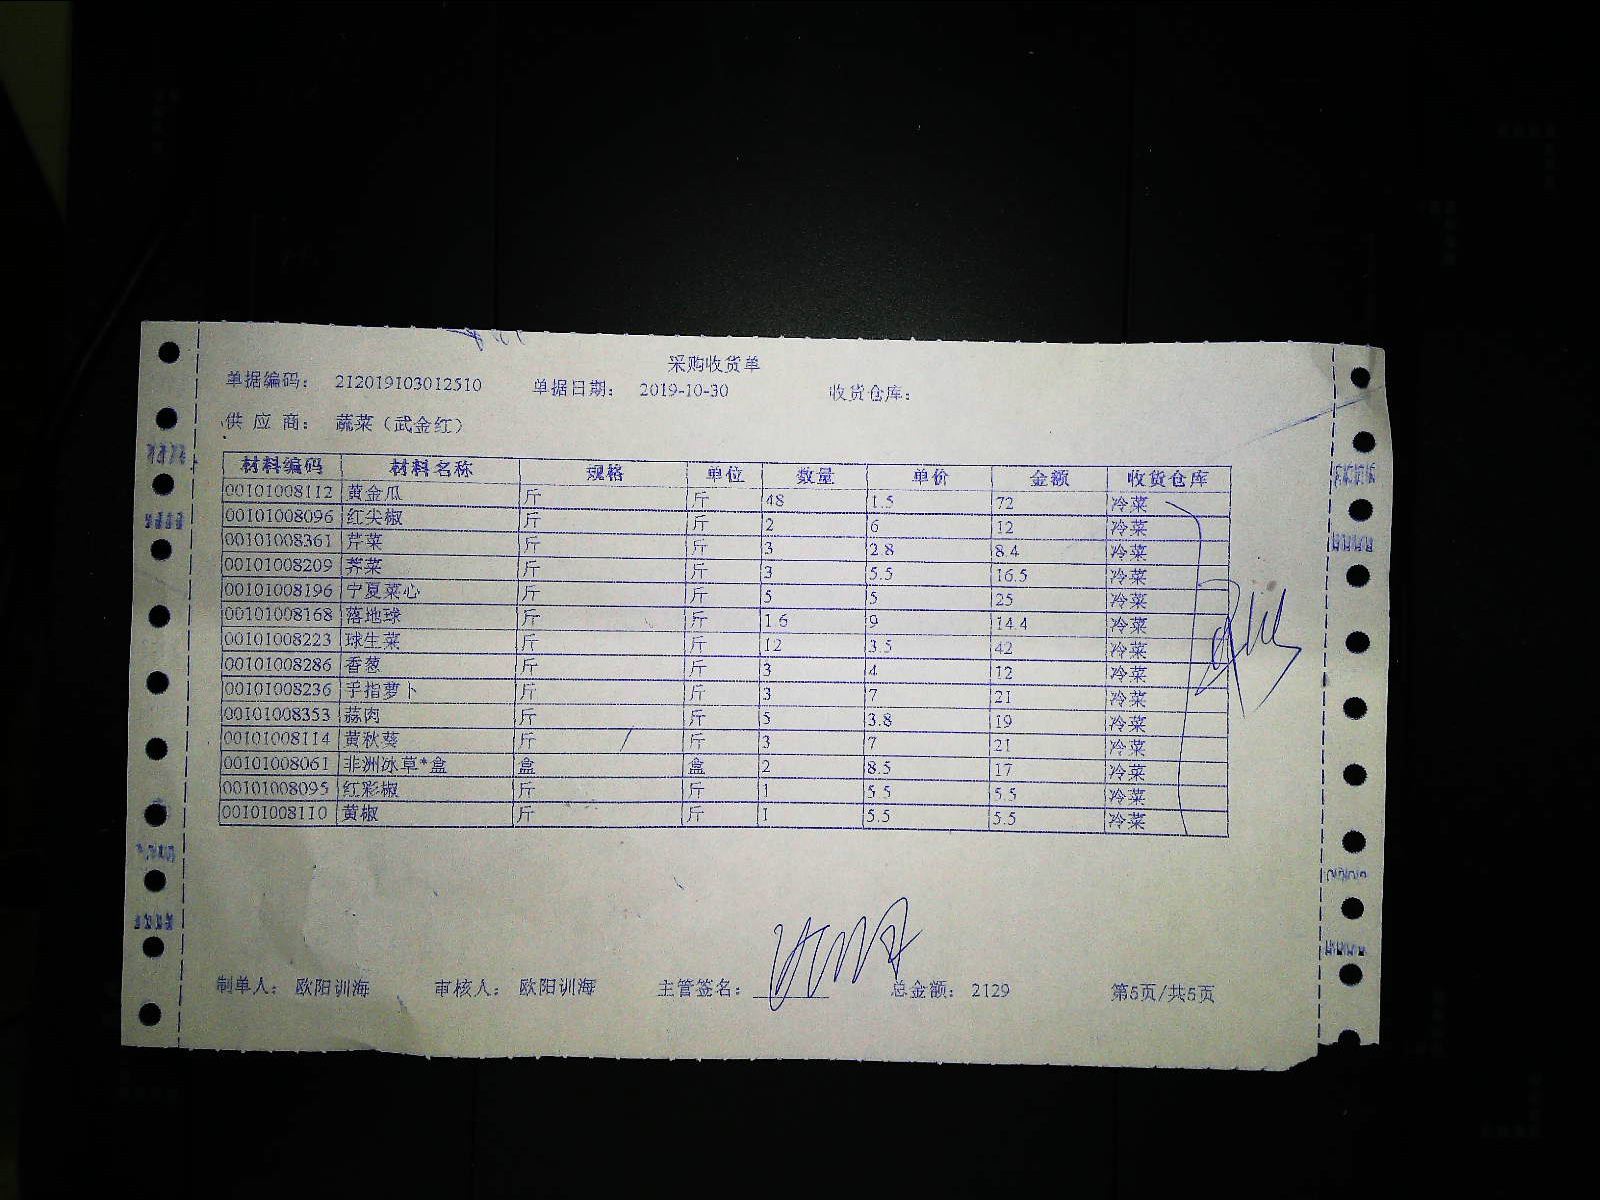 采购收货单
单据编码： 212019103012510 单据日期： 2019-10-30 收货仓库：
供 应 商： 蔬菜（武金红）
材料编码 材料名称 规格 单位 数量 单价 金额 收货仓库
00101008112 黄金瓜 斤 斤 48 1.5 72 冷菜
00101008096 红尖椒 斤 斤 2 6 12 冷菜
00101008361 芹菜 斤 斤 3 2.8 8.4 冷菜
00101008209 荠菜 斤 斤 3 5.5 16.5 冷菜
00101008196 宁夏菜心 斤 斤 5 5 25 冷菜
00101008168 落地球 斤 斤 1.6 9 14.4 冷菜
00101008223 球生菜 斤 斤 12 3.5 42 冷菜
00101008286 香葱 斤 斤 3 4 12 冷菜
00101008236 手指萝卜 斤 斤 3 7 21 冷菜
00101008353 蒜肉 斤 斤 5 3.8 19 冷菜
00101008114 黄秋葵 斤 斤 3 7 21 冷菜
00101008061 非洲冰草*盒 盒 盒 2 8.5 17 冷菜
00101008095 红彩椒 斤 斤 1 5.5 5.5 冷菜
00101008110 黄椒 斤 斤 1 5.5 5.5 冷菜
制单人： 欧阳训海 审核人： 欧阳训海 主管签名： 总金额： 2129 第5页/共5页